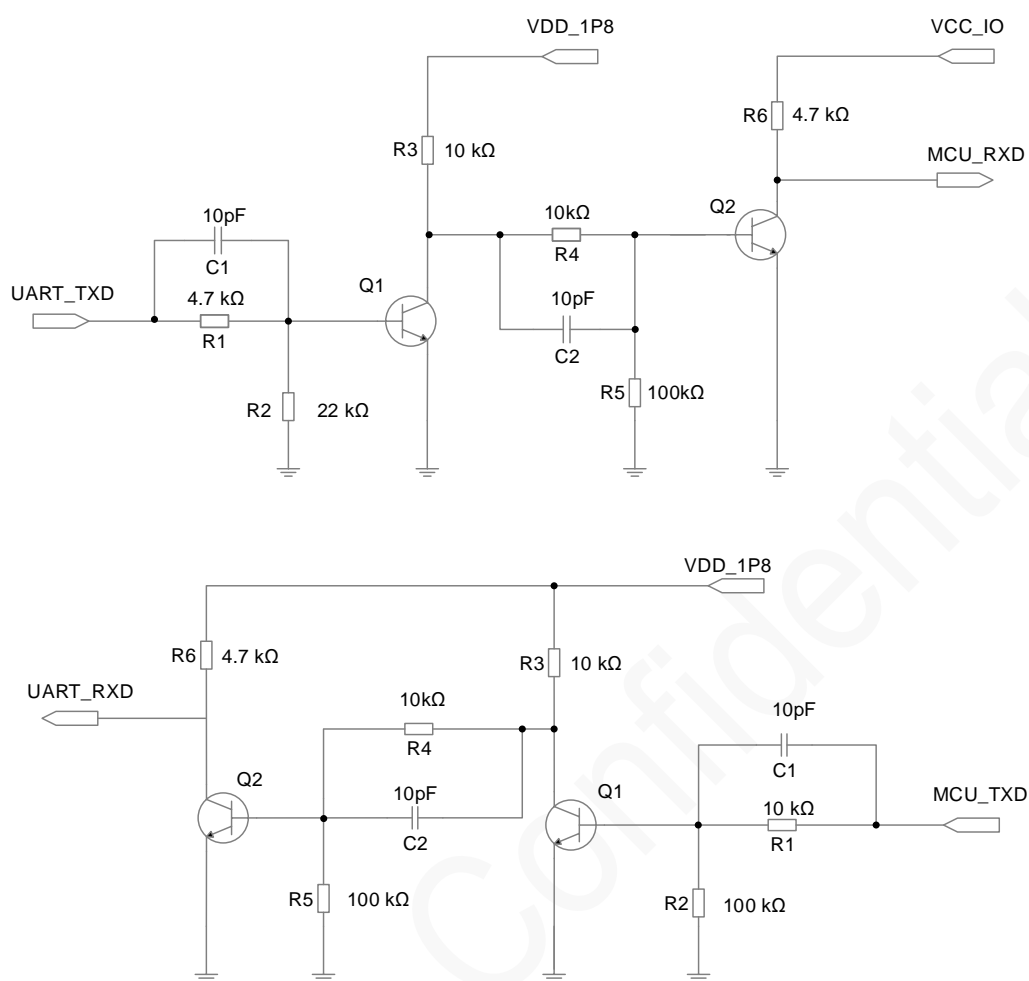 VDD_1P8
VCC_IO
R6 4.7 kΩ
R3 10 kΩ
MCU_RXD
Q2
10pF
C1
10kΩ
R4
UART_TXD
4.7 kΩ
R1
Q1
10pF
C2
R5 100kΩ
R2 22 kΩ
VDD_1P8
R6 4.7 kΩ
R3 10 kΩ
UART_RXD
10kΩ
R4
10pF
C1
Q2
10pF
C2
Q1
10 kΩ
R1
MCU_TXD
R5 100 kΩ
R2 100 kΩ
Confidential